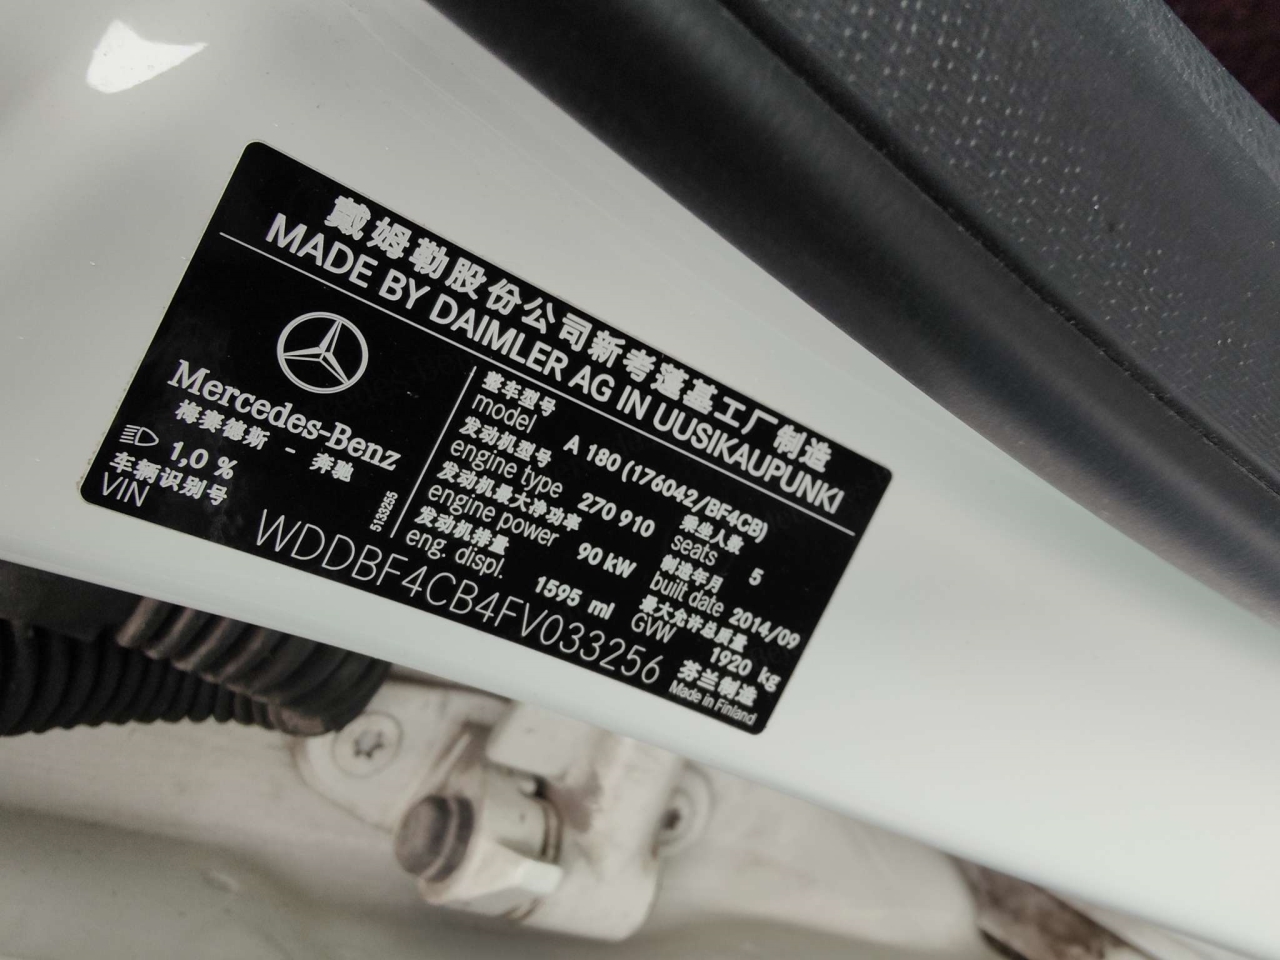 戴姆勒股份公司新考蓬基工厂制造
MADE BY DAIMLER AG IN UUSIKAUPUNKI
Mercedes-Benz
梅赛德斯 - 奔驰
1,0 %
5133255
整车型号
model A 180 (176042/BF4CB)
发动机型号
engine type 270 910
发动机最大净功率
engine power 90 kW
发动机排量
eng. displ. 1595 ml
乘坐人数
seats 5
制造年月
built date 2014/09
最大允许总质量
GVW 1920 kg
车辆识别号
VIN WDDBF4CB4FV033256
芬兰制造
Made in Finland